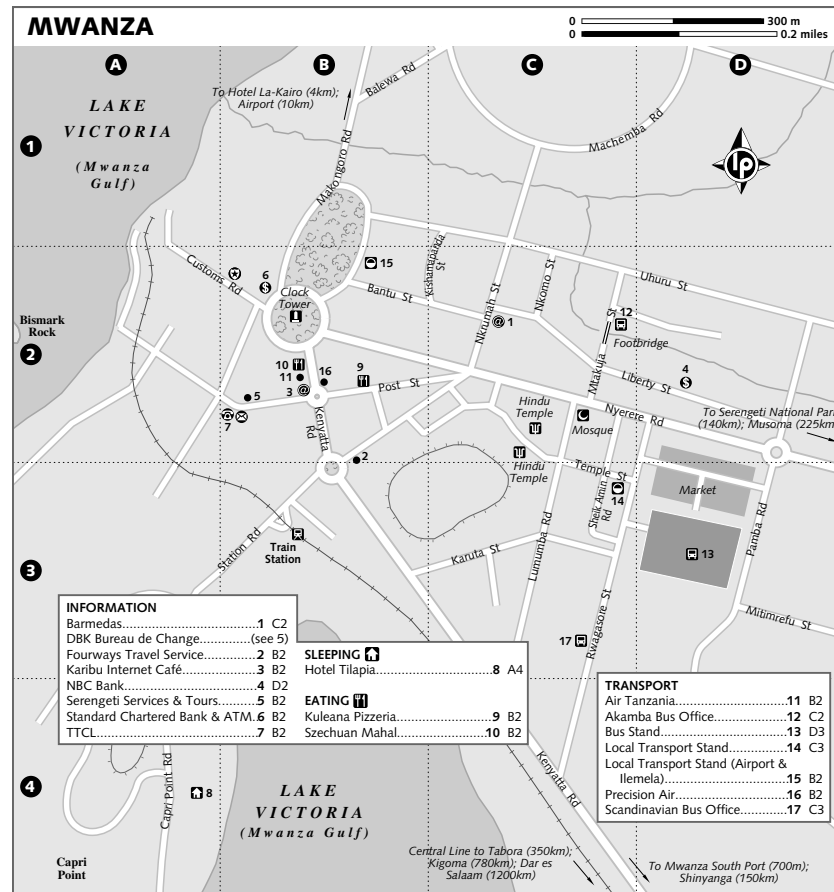 MWANZA
0 300 m
0 0.2 miles
A
B
C
D
To Hotel La-Kairo (4km);
Airport (10km)
Balewa Rd
LAKE
VICTORIA
(Mwanza
Gulf)
1
Machemba Rd
lp
Makongoro Rd
Kishamapanda
St
Customs Rd
6
$
15
Bantu St
Nkrumah St
Nkomo St
Uhuru St
Clock
Tower
@ 1
12
Footbridge
Bismark
Rock
2
10
11
16
9
Post St
Mtakuja St
4
$
Liberty St
5
3 @
7
Kenyatta
Rd
Hindu
Temple
Mosque
Nyerete Rd
To Serengeti National Park
(140km); Musoma (225km)
2
Hindu
Temple
Temple St
14
Market
Sheik Amin
Rd
Pamba Rd
Station Rd
Train
Station
Karuta St
Lumumba Rd
13
3
Rwagasore St
Mitimrefu St
17
INFORMATION
Barmedas 1 C2
DBK Bureau de Change (see 5)
Fourways Travel Service 2 B2
Karibu Internet Café 3 B2
NBC Bank 4 D2
Serengeti Services & Tours 5 B2
Standard Chartered Bank & ATM 6 B2
TTCL 7 B2
SLEEPING
Hotel Tilapia 8 A4
EATING
Kuleana Pizzeria 9 B2
Szechuan Mahal 10 B2
TRANSPORT
Air Tanzania 11 B2
Akamba Bus Office 12 C2
Bus Stand 13 D3
Local Transport Stand 14 C3
Local Transport Stand (Airport &
Ilemela) 15 B2
Precision Air 16 B2
Scandinavian Bus Office 17 C3
4
Capri Point Rd
8
LAKE
VICTORIA
(Mwanza Gulf)
Kenyatta Rd
Capri
Point
Central Line to Tabora (350km);
Kigoma (780km); Dar es
Salaam (1200km)
To Mwanza South Port (700m);
Shinyanga (150km)